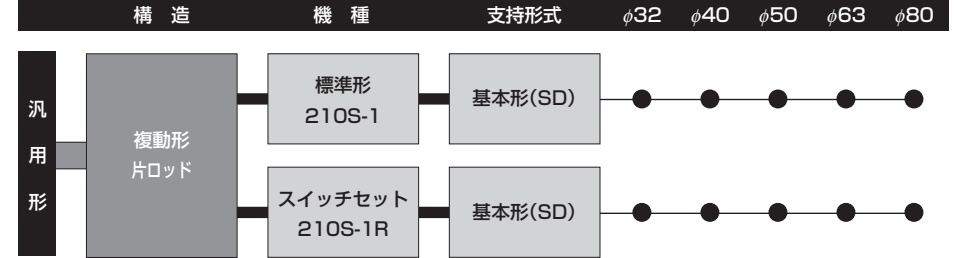 構 造 機 種 支持形式 φ32 φ40 φ50 φ63 φ80
汎用形
複動形
片ロッド
標準形
210S-1
基本形(SD)
スイッチセット
210S-1R
基本形(SD)